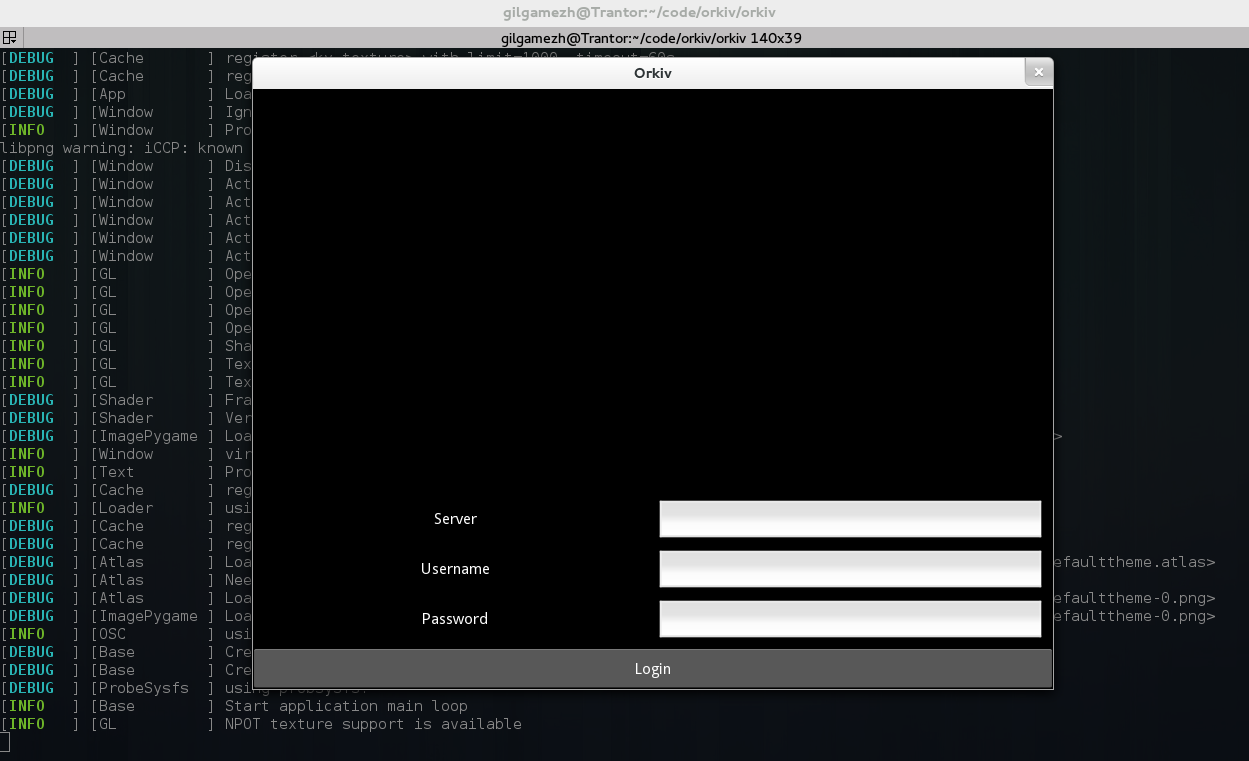 gilgamezh@Trantor:~/code/orkiv/orkiv
gilgamezh@Trantor:~/code/orkiv/orkiv 140x39
[DEBUG  ] [Cache       ] register <kv.texture> with limit=1000, timeout=60s
[DEBUG  ] [Cache       ] reg
[DEBUG  ] [App         ] Loa
[DEBUG  ] [Window      ] Ign
[INFO   ] [Window      ] Pro
libpng warning: iCCP: known
[DEBUG  ] [Window      ] Dis
[DEBUG  ] [Window      ] Act
[DEBUG  ] [Window      ] Act
[DEBUG  ] [Window      ] Act
[DEBUG  ] [Window      ] Act
[DEBUG  ] [Window      ] Act
[INFO   ] [GL          ] Ope
[INFO   ] [GL          ] Ope
[INFO   ] [GL          ] Ope
[INFO   ] [GL          ] Ope
[INFO   ] [GL          ] Sha
[INFO   ] [GL          ] Tex
[INFO   ] [GL          ] Tex
[DEBUG  ] [Shader      ] Fra
[DEBUG  ] [Shader      ] Ver
[DEBUG  ] [ImagePygame ] Loa >
[INFO   ] [Window      ] vir
[INFO   ] [Text        ] Pro
[DEBUG  ] [Cache       ] reg
[INFO   ] [Loader      ] usi
[DEBUG  ] [Cache       ] reg
[DEBUG  ] [Cache       ] reg
[DEBUG  ] [Atlas       ] Loa efaulttheme.atlas>
[DEBUG  ] [Atlas       ] Nee
[DEBUG  ] [Atlas       ] Loa efaulttheme-0.png>
[DEBUG  ] [ImagePygame ] Loa efaulttheme-0.png>
[INFO   ] [OSC         ] usi
[DEBUG  ] [Base        ] Cre
[DEBUG  ] [Base        ] Cre
[DEBUG  ] [ProbeSysfs  ] using probsysfs!
[INFO   ] [Base        ] Start application main loop
[INFO   ] [GL          ] NPOT texture support is available
Orkiv
Server
Username
Password
Login